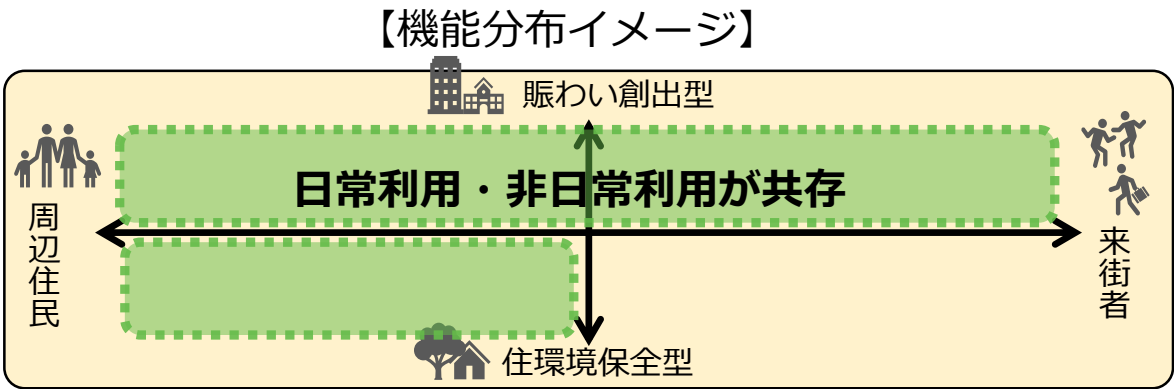 【機能分布イメージ】
賑わい創出型
日常利用・非日常利用が共存
周辺住民
来街者
住環境保全型